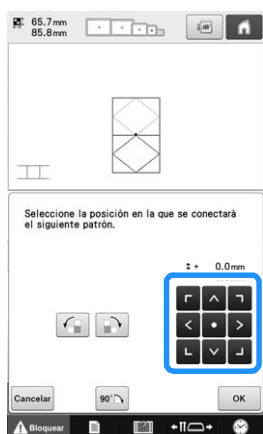 65.7mm
85.8mm
Seleccione la posición en la que se conectará
el siguiente patrón.
+ 0.0mm
Cancelar
90°
OK
Bloquear